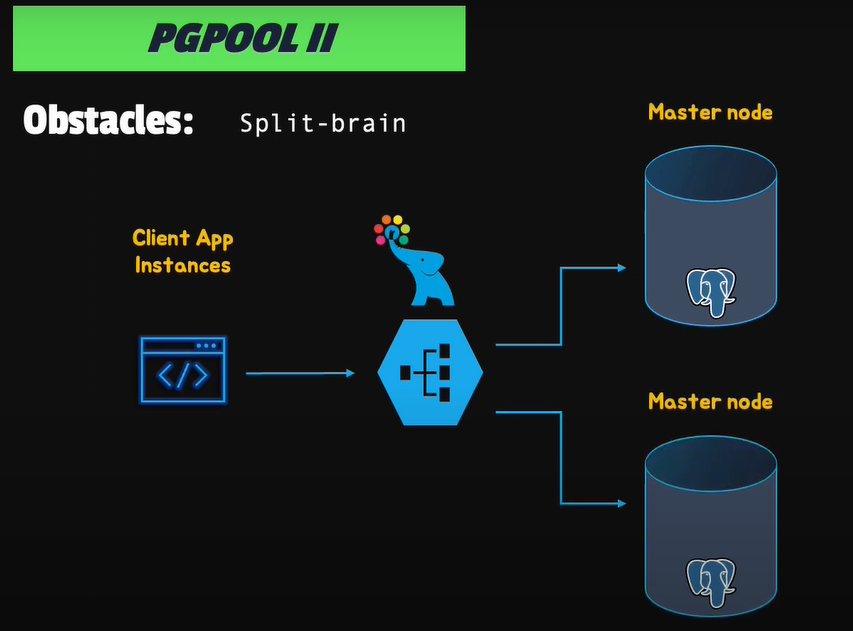 PGPOOL II
Obstacles: Split-brain
Master node
Client App
Instances
</>
Master node